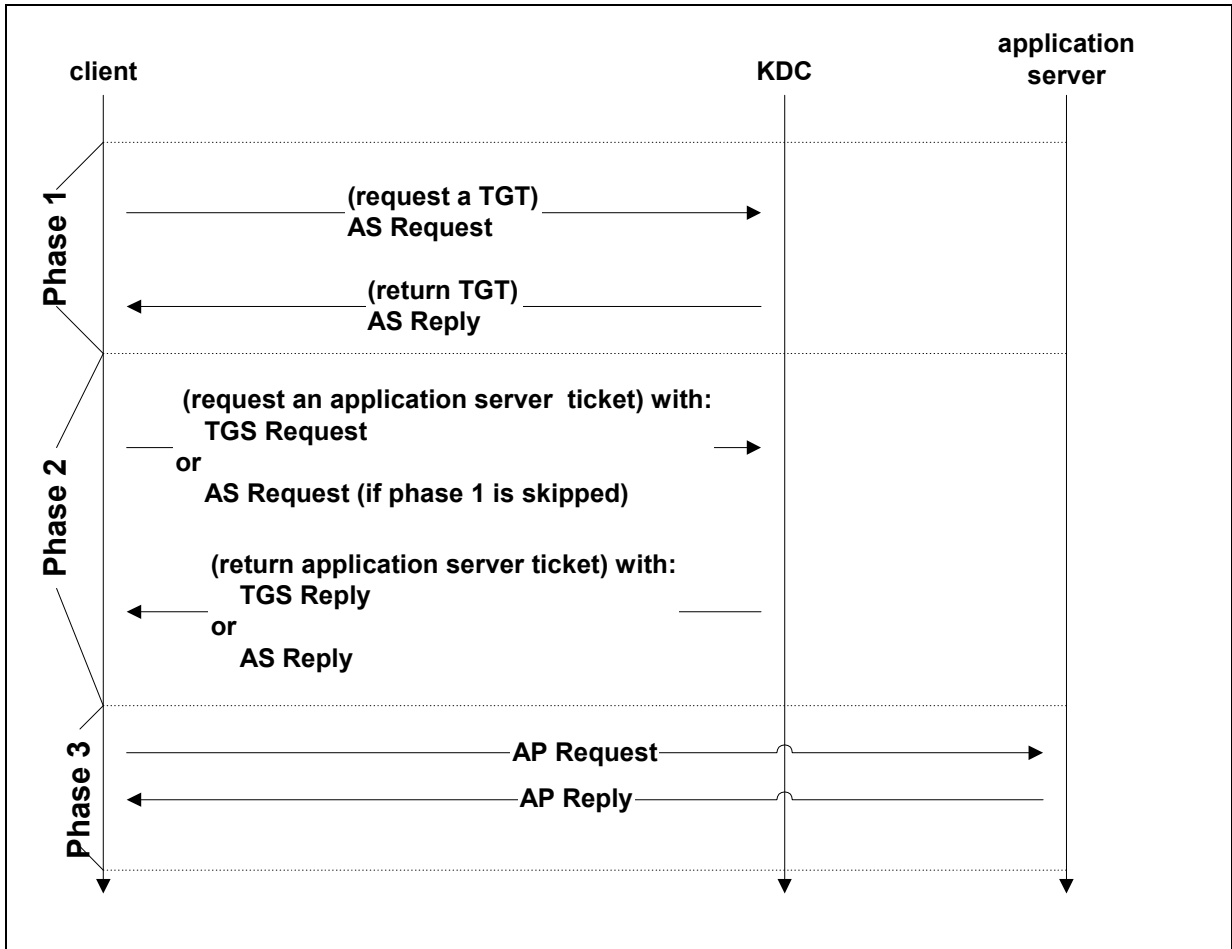 client
KDC
application
server
Phase 1
(request a TGT)
AS Request
(return TGT)
AS Reply
Phase 2
(request an application server ticket) with:
TGS Request
or
AS Request (if phase 1 is skipped)
(return application server ticket) with:
TGS Reply
or
AS Reply
Phase 3
AP Request
AP Reply